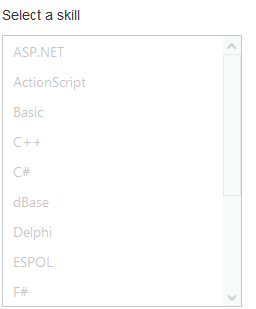 Select a skill
ASP.NET
ActionScript
Basic
C++
C#
dBase
Delphi
ESPOL
F#